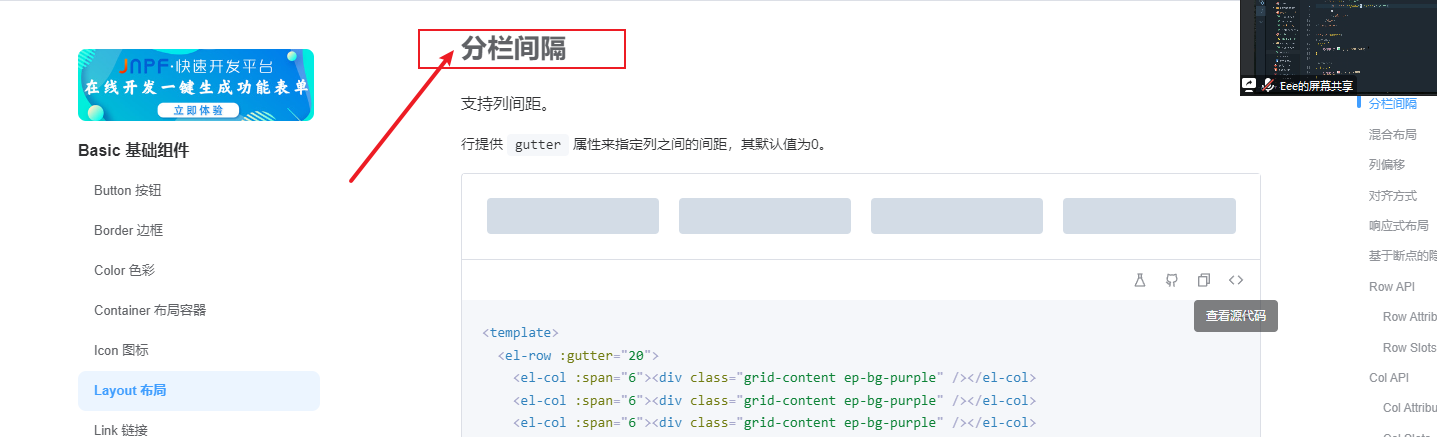 JNPF·快速开发平台
在线开发一键生成功能表单
立即体验
Basic 基础组件
Button 按钮
Border 边框
Color 色彩
Container 布局容器
Icon 图标
Layout 布局
Link 链接
分栏间隔
支持列间距。
行提供 gutter 属性来指定列之间的间距，其默认值为0。
查看源代码
<template>
<el-row :gutter="20">
<el-col :span="6"><div class="grid-content ep-bg-purple" /></el-col>
<el-col :span="6"><div class="grid-content ep-bg-purple" /></el-col>
<el-col :span="6"><div class="grid-content ep-bg-purple" /></el-col>
Eee的屏幕共享
分栏间隔
混合布局
列偏移
对齐方式
响应式布局
基于断点的隐
Row API
Row Attrib
Row Slots
Col API
Col Attribu